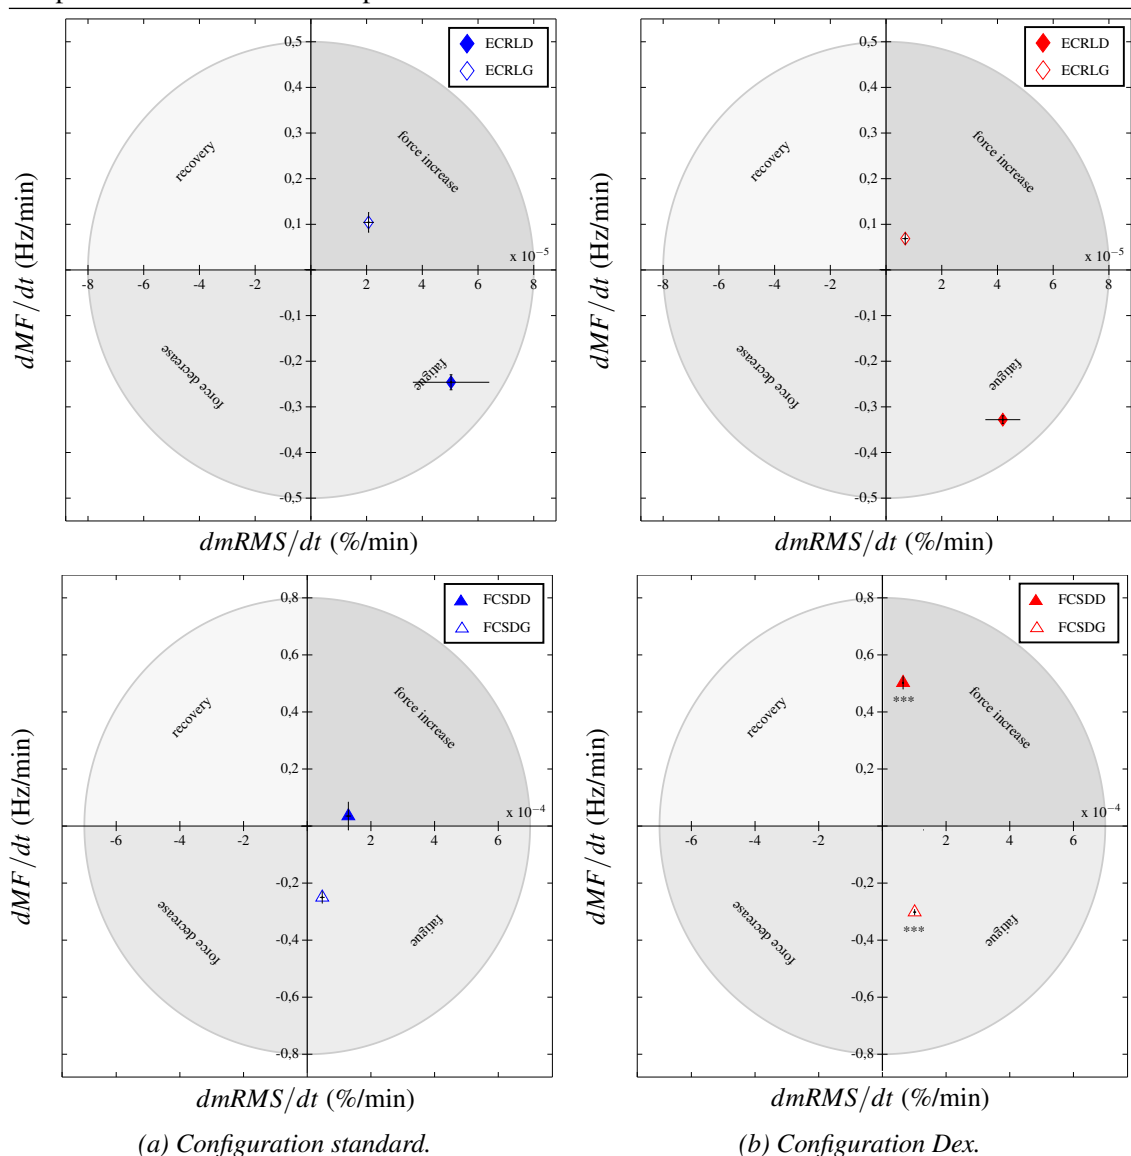 0,5
ECRLD
ECRLG
0,4
0,3
0,2
0,1
recovery
force increase
x 10⁻⁵
-8
-6
-4
-2
2
4
6
8
-0,1
-0,2
-0,3
-0,4
-0,5
force decrease
fatigue
dMF/dt (Hz/min)
dmRMS/dt (%/min)
0,5
ECRLD
ECRLG
0,4
0,3
0,2
0,1
recovery
force increase
x 10⁻⁵
-8
-6
-4
-2
2
4
6
8
-0,1
-0,2
-0,3
-0,4
-0,5
force decrease
fatigue
dMF/dt (Hz/min)
dmRMS/dt (%/min)
0,8
FCSDD
FCSDG
0,6
0,4
0,2
recovery
force increase
x 10⁻⁴
-6
-4
-2
2
4
6
-0,2
-0,4
-0,6
-0,8
force decrease
fatigue
dMF/dt (Hz/min)
dmRMS/dt (%/min)
(a) Configuration standard.
0,8
FCSDD
FCSDG
0,6
0,4
0,2
***
recovery
force increase
x 10⁻⁴
-6
-4
-2
2
4
6
-0,2
-0,4
-0,6
-0,8
***
force decrease
fatigue
dMF/dt (Hz/min)
dmRMS/dt (%/min)
(b) Configuration Dex.